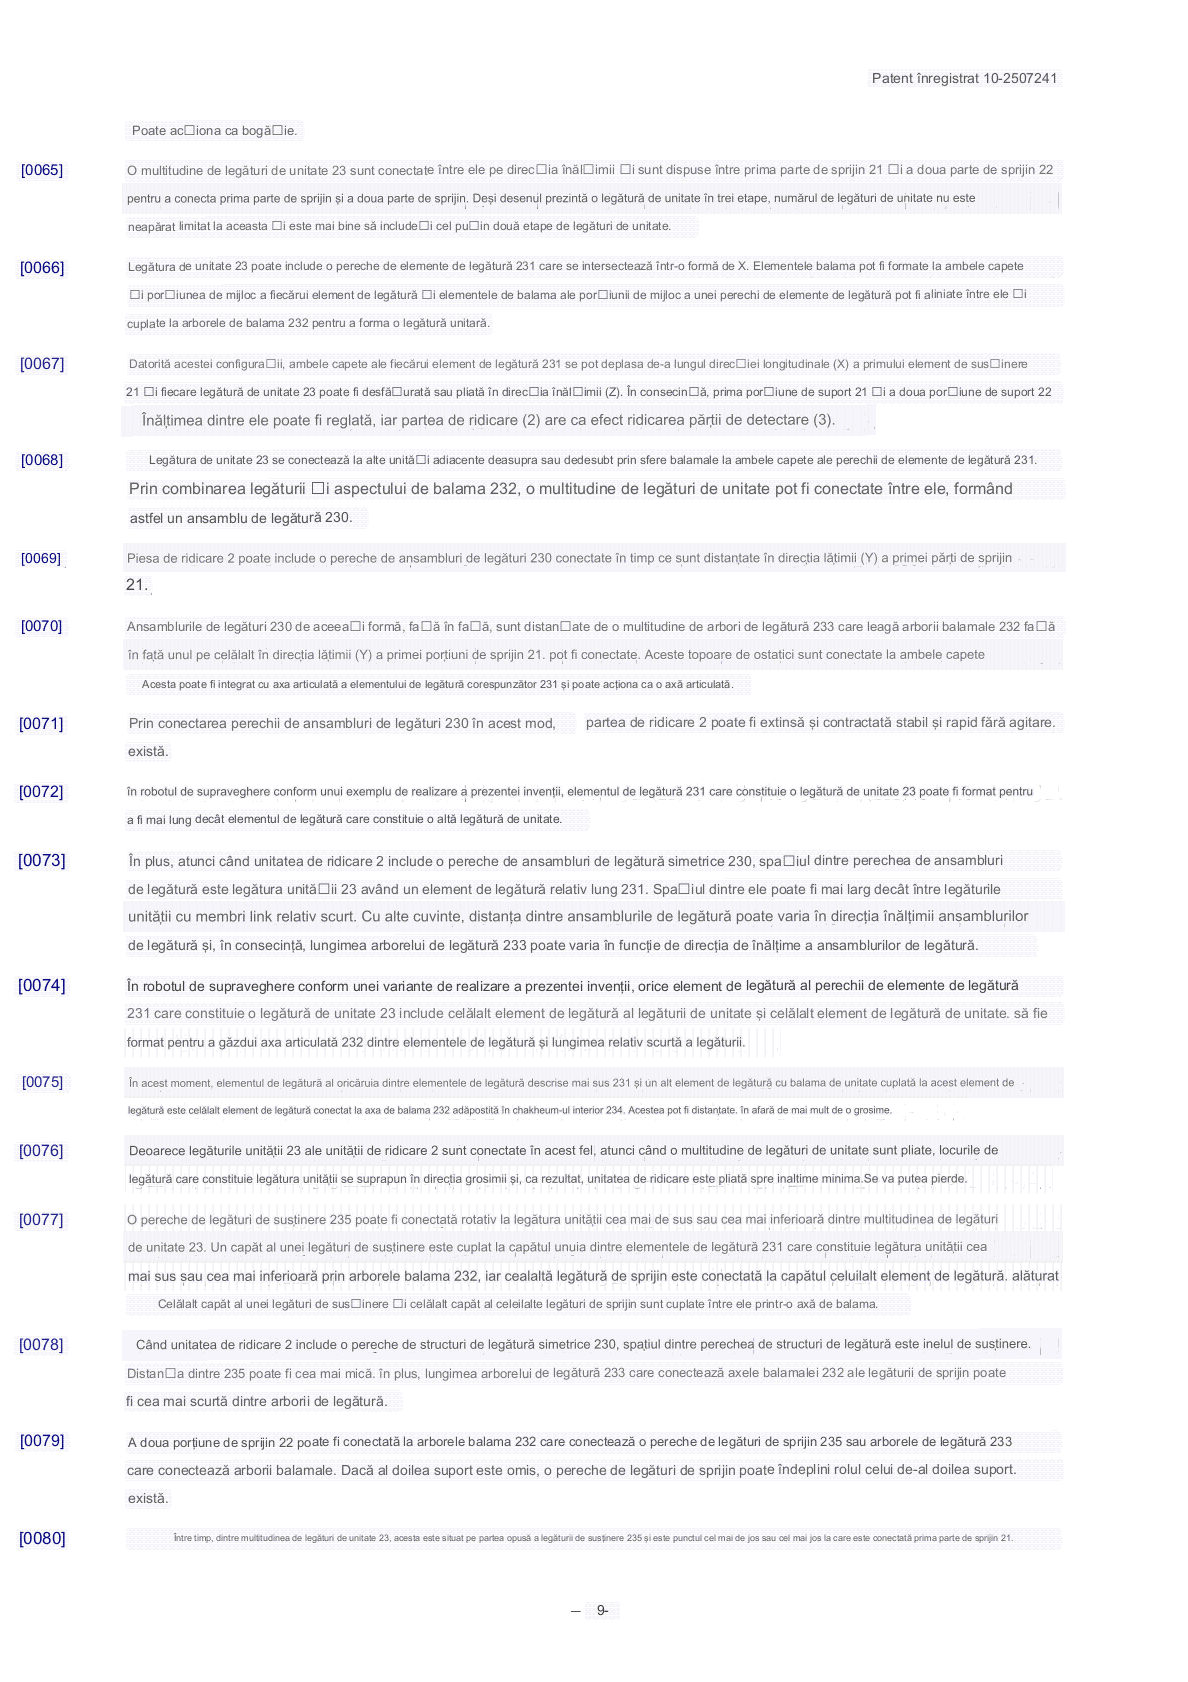 Patent înregistrat 10-2507241
Poate ac□iona ca bogă□ie.
[0065] O multitudine de legături de unitate 23 sunt conectate între ele pe direc□ia înăl□imii □i sunt dispuse între prima parte de sprijin 21 □i a doua parte de sprijin 22
pentru a conecta prima parte de sprijin și a doua parte de sprijin. Deși desenul prezintă o legătură de unitate în trei etape, numărul de legături de unitate nu este
neapărat limitat la aceasta □i este mai bine să include□i cel pu□in două etape de legături de unitate.
[0066] Legătura de unitate 23 poate include o pereche de elemente de legătură 231 care se intersectează într-o formă de X. Elementele balama pot fi formate la ambele capete
□i por□iunea de mijloc a fiecărui element de legătură □i elementele de balama ale por□iunii de mijloc a unei perechi de elemente de legătură pot fi aliniate între ele □i
cuplate la arborele de balama 232 pentru a forma o legătură unitară.
[0067] Datorită acestei configura□ii, ambele capete ale fiecărui element de legătură 231 se pot deplasa de-a lungul direc□iei longitudinale (X) a primului element de sus□inere
21 □i fiecare legătură de unitate 23 poate fi desfă□urată sau pliată în direc□ia înăl□imii (Z). În consecin□ă, prima por□iune de suport 21 □i a doua por□iune de suport 22
Înălțimea dintre ele poate fi reglată, iar partea de ridicare (2) are ca efect ridicarea părții de detectare (3).
[0068] Legătura de unitate 23 se conectează la alte unită□i adiacente deasupra sau dedesubt prin sfere balamale la ambele capete ale perechii de elemente de legătură 231.
Prin combinarea legăturii □i aspectului de balama 232, o multitudine de legături de unitate pot fi conectate între ele, formând
astfel un ansamblu de legătură 230.
[0069] Piesa de ridicare 2 poate include o pereche de ansambluri de legături 230 conectate în timp ce sunt distanțate în direcția lățimii (Y) a primei părți de sprijin
21.
[0070] Ansamblurile de legături 230 de aceea□i formă, fa□ă în fa□ă, sunt distan□ate de o multitudine de arbori de legătură 233 care leagă arborii balamale 232 fa□ă
în față unul pe celălalt în direcția lățimii (Y) a primei porțiuni de sprijin 21. pot fi conectate. Aceste topoare de ostatici sunt conectate la ambele capete
Acesta poate fi integrat cu axa articulată a elementului de legătură corespunzător 231 și poate acționa ca o axă articulată.
[0071] Prin conectarea perechii de ansambluri de legături 230 în acest mod, partea de ridicare 2 poate fi extinsă și contractată stabil și rapid fără agitare.
există.
[0072] în robotul de supraveghere conform unui exemplu de realizare a prezentei invenții, elementul de legătură 231 care constituie o legătură de unitate 23 poate fi format pentru
a fi mai lung decât elementul de legătură care constituie o altă legătură de unitate.
[0073] În plus, atunci când unitatea de ridicare 2 include o pereche de ansambluri de legătură simetrice 230, spa□iul dintre perechea de ansambluri
de legătură este legătura unită□ii 23 având un element de legătură relativ lung 231. Spa□iul dintre ele poate fi mai larg decât între legăturile
unității cu membri link relativ scurt. Cu alte cuvinte, distanța dintre ansamblurile de legătură poate varia în direcția înălțimii ansamblurilor
de legătură și, în consecință, lungimea arborelui de legătură 233 poate varia în funcție de direcția de înălțime a ansamblurilor de legătură.
[0074] În robotul de supraveghere conform unei variante de realizare a prezentei invenții, orice element de legătură al perechii de elemente de legătură
231 care constituie o legătură de unitate 23 include celălalt element de legătură al legăturii de unitate și celălalt element de legătură de unitate. să fie
format pentru a găzdui axa articulată 232 dintre elementele de legătură și lungimea relativ scurtă a legăturii.
[0075] În acest moment, elementul de legătură al oricăruia dintre elementele de legătură descrise mai sus 231 și un alt element de legătură cu balama de unitate cuplată la acest element de
legătură este celălalt element de legătură conectat la axa de balama 232 adăpostită în chakheum-ul interior 234. Acestea pot fi distanțate. în afară de mai mult de o grosime.
[0076] Deoarece legăturile unității 23 ale unității de ridicare 2 sunt conectate în acest fel, atunci când o multitudine de legături de unitate sunt pliate, locurile de
legătură care constituie legătura unității se suprapun în direcția grosimii și, ca rezultat, unitatea de ridicare este pliată spre inaltime minima.Se va putea pierde.
[0077] O pereche de legături de susținere 235 poate fi conectată rotativ la legătura unității cea mai de sus sau cea mai inferioară dintre multitudinea de legături
de unitate 23. Un capăt al unei legături de susținere este cuplat la capătul unuia dintre elementele de legătură 231 care constituie legătura unității cea
mai sus sau cea mai inferioară prin arborele balama 232, iar cealaltă legătură de sprijin este conectată la capătul celuilalt element de legătură. alăturat
Celălalt capăt al unei legături de sus□inere □i celălalt capăt al celeilalte legături de sprijin sunt cuplate între ele printr-o axă de balama.
[0078] Când unitatea de ridicare 2 include o pereche de structuri de legătură simetrice 230, spațiul dintre perechea de structuri de legătură este inelul de susținere.
Distan□a dintre 235 poate fi cea mai mică. în plus, lungimea arborelui de legătură 233 care conectează axele balamalei 232 ale legăturii de sprijin poate
fi cea mai scurtă dintre arborii de legătură.
[0079] A doua porțiune de sprijin 22 poate fi conectată la arborele balama 232 care conectează o pereche de legături de sprijin 235 sau arborele de legătură 233
care conectează arborii balamale. Dacă al doilea suport este omis, o pereche de legături de sprijin poate îndeplini rolul celui de-al doilea suport.
există.
[0080] Între timp, dintre multitudinea de legături de unitate 23, acesta este situat pe partea opusă a legăturii de susținere 235 și este punctul cel mai de jos sau cel mai jos la care este conectată prima parte de sprijin 21.
– 9-